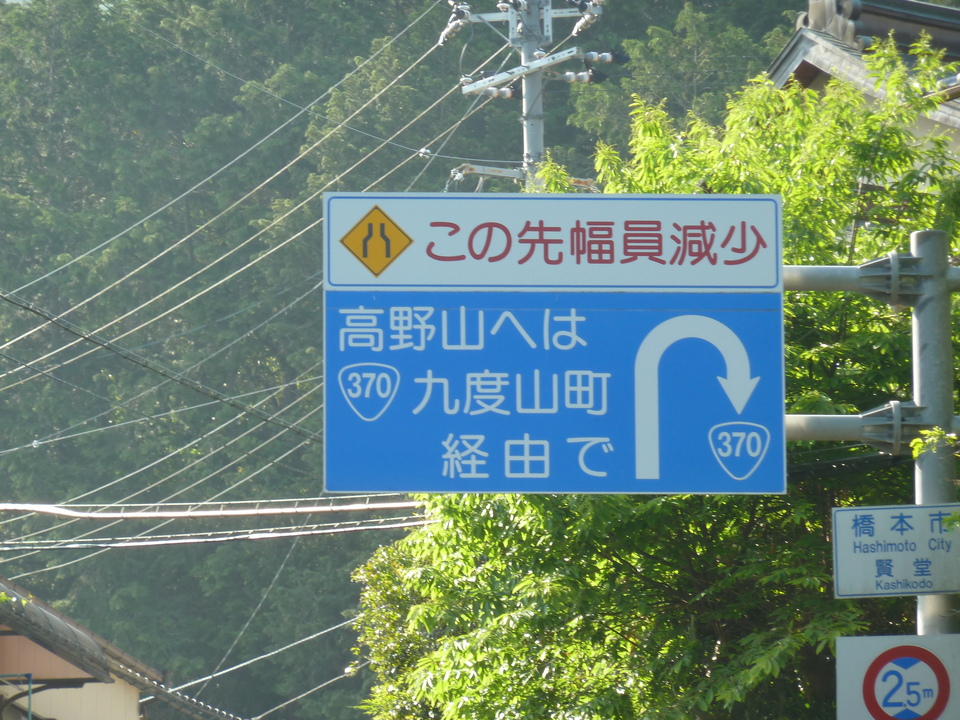 この先幅員減少
高野山へは
370 九度山町
経由で
370
橋本市
Hashimoto City
賢堂
Kashikodo
2.5m